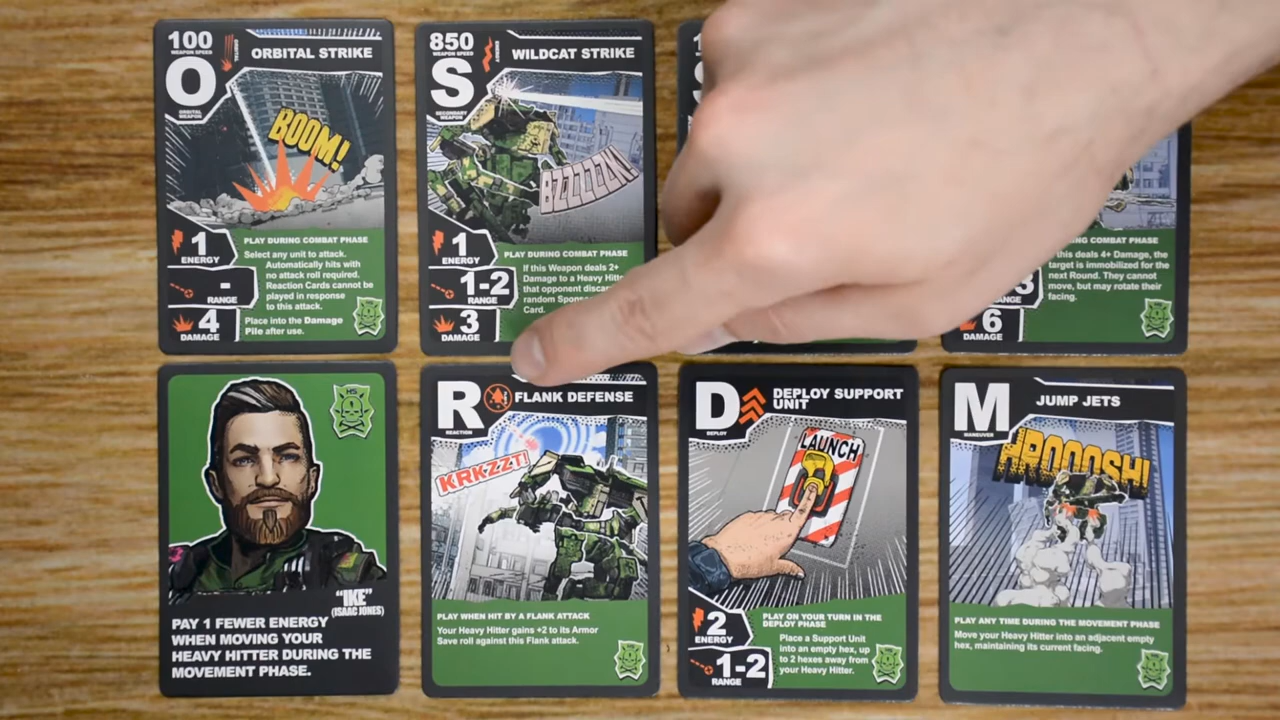 100
WEAPON SPEED
ORBITAL
ORBITAL STRIKE
O
ORBITAL WEAPON
BOOM!
1
ENERGY
-
RANGE
4
DAMAGE
PLAY DURING COMBAT PHASE
Select any unit to attack.
Automatically hits with
no attack roll required.
Reaction Cards cannot be
played in response
to this attack.
Place into the Damage
Pile after use.
850
WEAPON SPEED
ENERGY
WILDCAT STRIKE
S
SECONDARY WEAPON
BZZZZZZN!
1
ENERGY
1-2
RANGE
3
DAMAGE
PLAY DURING COMBAT PHASE
If this Weapon deals 2+
Damage to a Heavy
that opponent
random
Card.
DURING COMBAT PHASE
this deals 4+ Damage, the
target is immobilized for the
next Round. They cannot
move, but may rotate their
facing.
6
DAMAGE
"IKE"
(ISAAC JONES)
PAY 1 FEWER ENERGY
WHEN MOVING YOUR
HEAVY HITTER DURING THE
MOVEMENT PHASE.
R
REACTION
FLANK DEFENSE
KRKZZT!
PLAY WHEN HIT BY A FLANK ATTACK
Your Heavy Hitter gains +2 to its Armor
Save roll against this Flank attack.
D
DEPLOY
DEPLOY SUPPORT
UNIT
LAUNCH
2
ENERGY
1-2
RANGE
PLAY ON YOUR TURN IN THE
DEPLOY PHASE
Place a Support Unit
into an empty hex, up
to 2 hexes away from
your Heavy Hitter.
M
MANEUVER
JUMP JETS
HROOOSH!
PLAY ANY TIME DURING THE MOVEMENT PHASE
Move your Heavy Hitter into an adjacent empty
hex, maintaining its current facing.